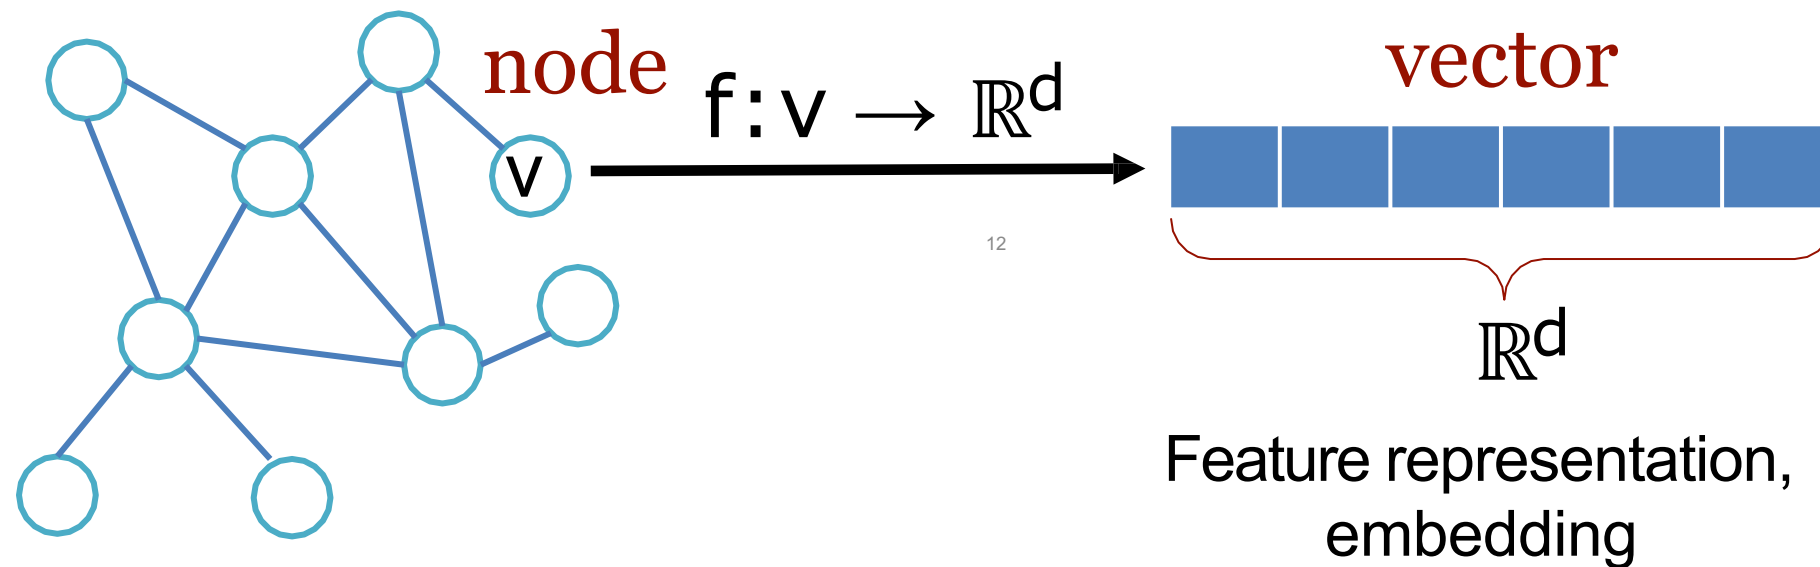 node
f:v → ℝᵈ
vector
v
12
ℝᵈ
Feature representation,
embedding